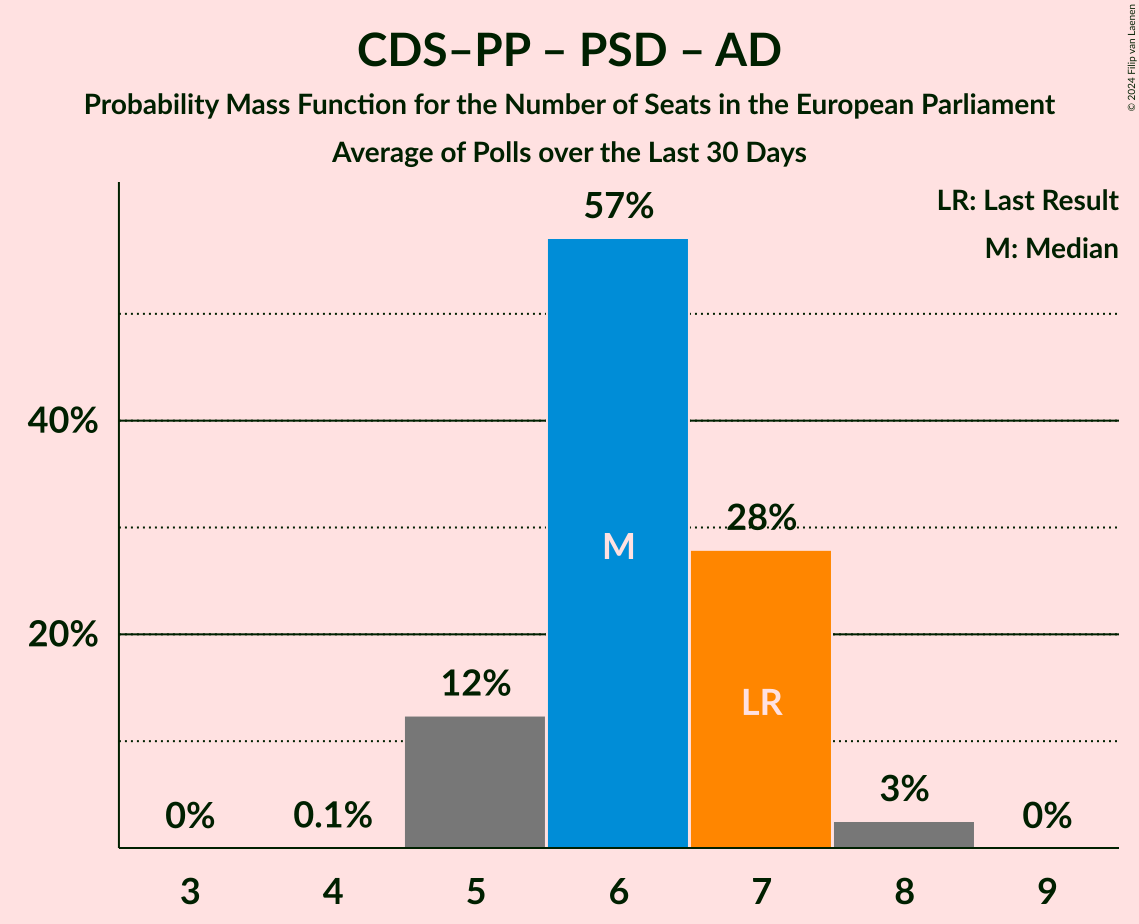 CDS–PP – PSD – AD
Probability Mass Function for the Number of Seats in the European Parliament
Average of Polls over the Last 30 Days
© 2024 Filip van Laenen
LR: Last Result
M: Median
57%
40%
28%
M
20%
12%
LR
3%
0%
0.1%
0%
3
4
5
6
7
8
9